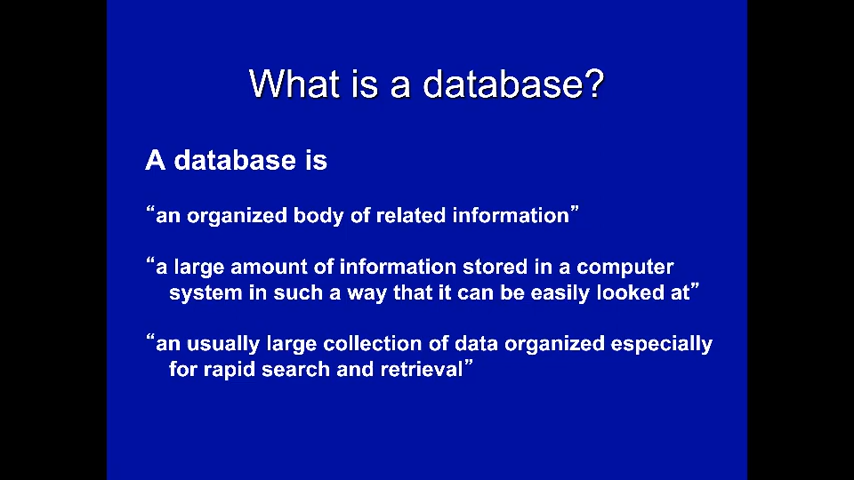 What is a database?
A database is
“an organized body of related information”
“a large amount of information stored in a computer
system in such a way that it can be easily looked at”
“an usually large collection of data organized especially
for rapid search and retrieval”